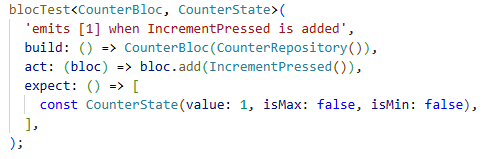 blocTest<CounterBloc, CounterState>(
  'emits [1] when IncrementPressed is added',
  build: () => CounterBloc(CounterRepository()),
  act: (bloc) => bloc.add(IncrementPressed()),
  expect: () => [
    const CounterState(value: 1, isMax: false, isMin: false),
  ],
);